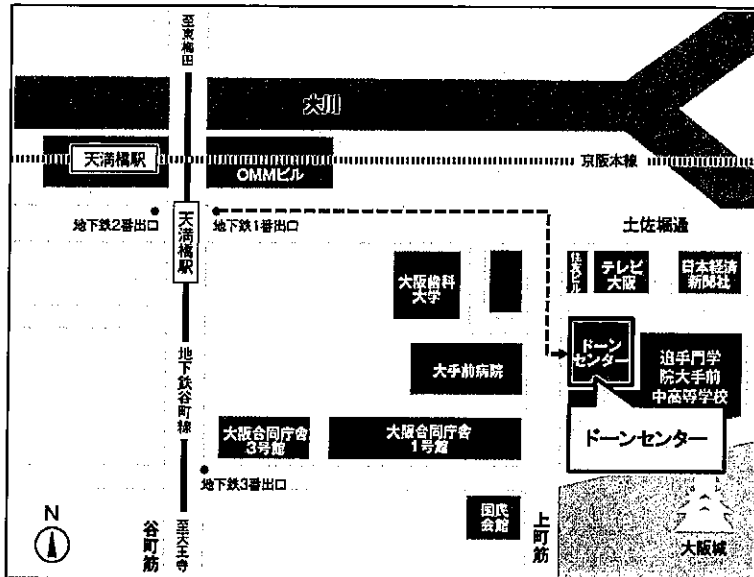 至東梅田
大川
天満橋駅
OMMビル
京阪本線
地下鉄2番出口
天満橋駅
地下鉄1番出口
土佐堀通
大阪歯科
大学
住友ビル
テレビ
大阪
日本経済
新聞社
ドーン
センター
追手門学
院大手前
中高等学校
大手前病院
地下鉄谷町線
大阪合同庁舎
3号館
大阪合同庁舎
1号館
ドーンセンター
地下鉄3番出口
国民
会館
上町筋
大阪城
N
谷町筋
至天王寺